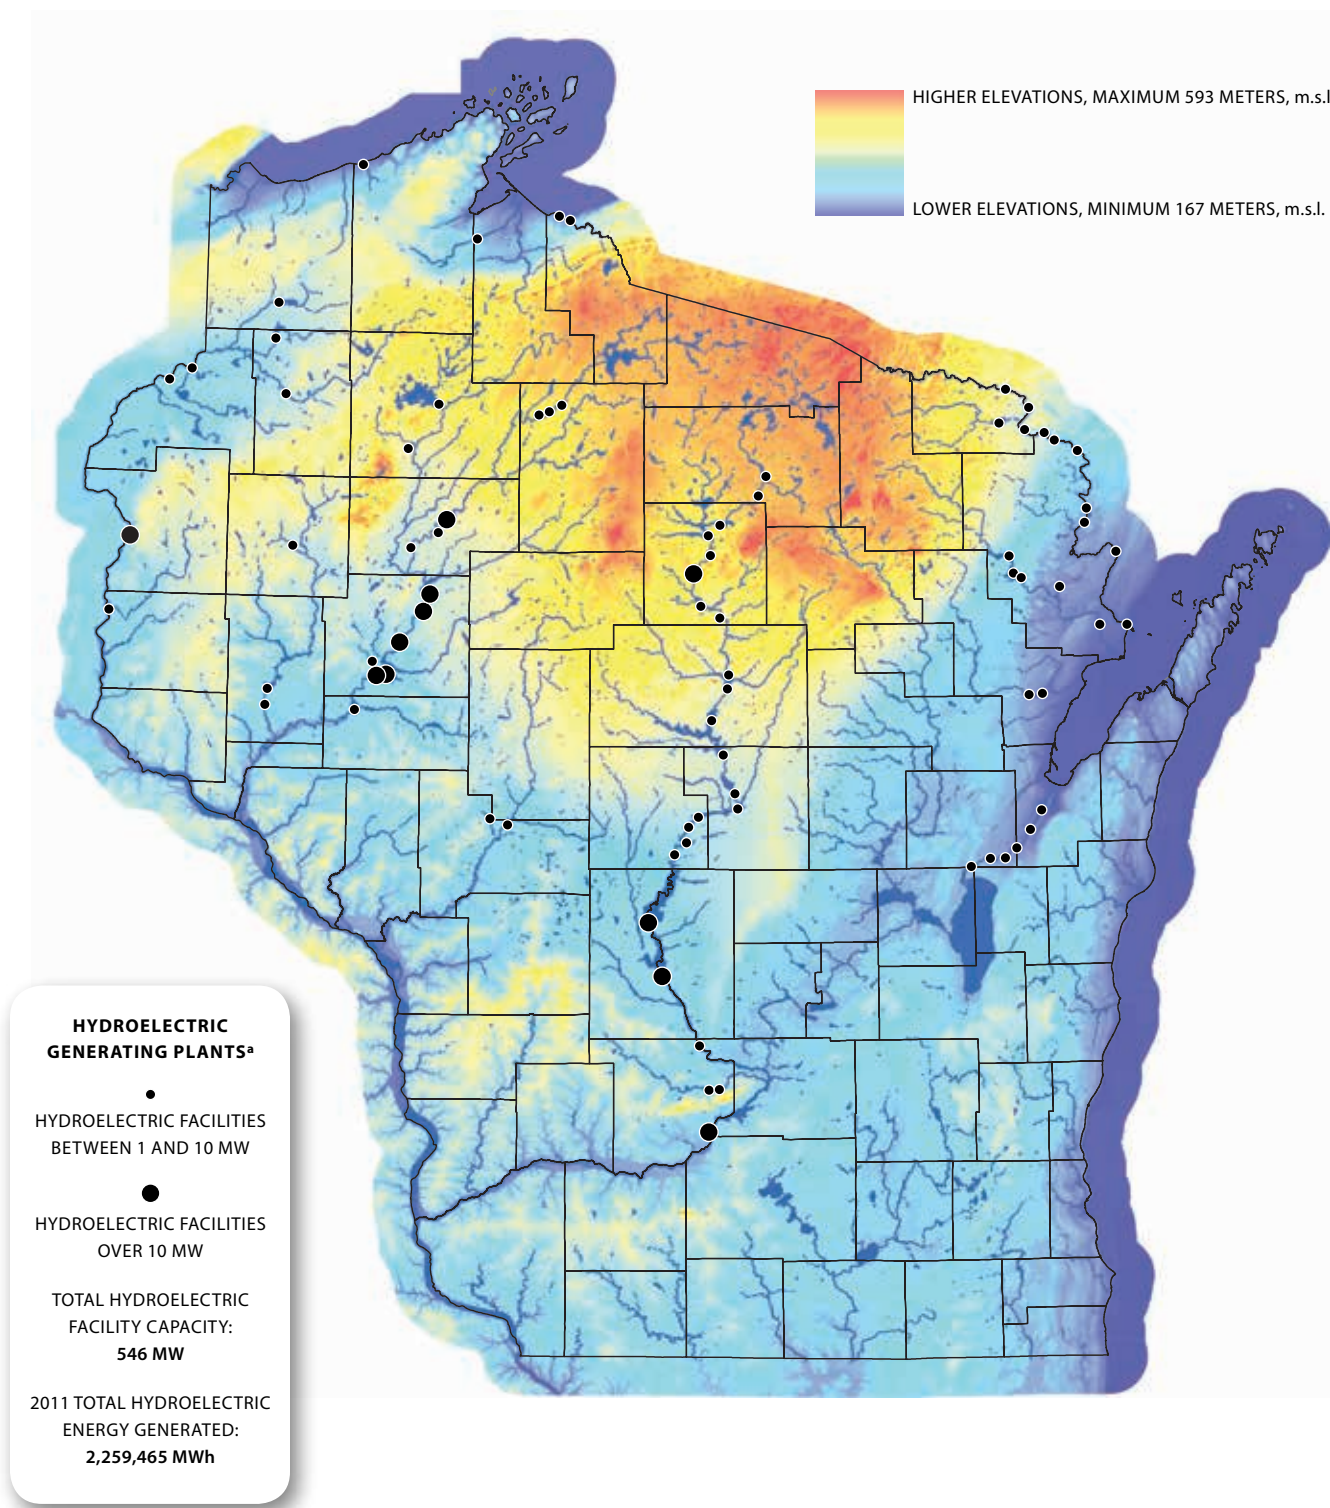 HIGHER ELEVATIONS, MAXIMUM 593 METERS, m.s.l
LOWER ELEVATIONS, MINIMUM 167 METERS, m.s.l.
HYDROELECTRIC
GENERATING PLANTSª
HYDROELECTRIC FACILITIES
BETWEEN 1 AND 10 MW
HYDROELECTRIC FACILITIES
OVER 10 MW
TOTAL HYDROELECTRIC
FACILITY CAPACITY:
546 MW
2011 TOTAL HYDROELECTRIC
ENERGY GENERATED:
2,259,465 MWh